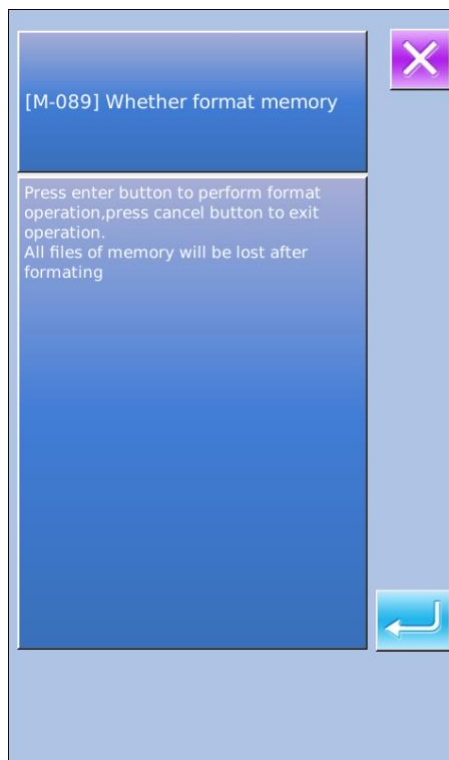 [M-089] Whether format memory
Press enter button to perform format
operation,press cancel button to exit
operation.
All files of memory will be lost after
formating